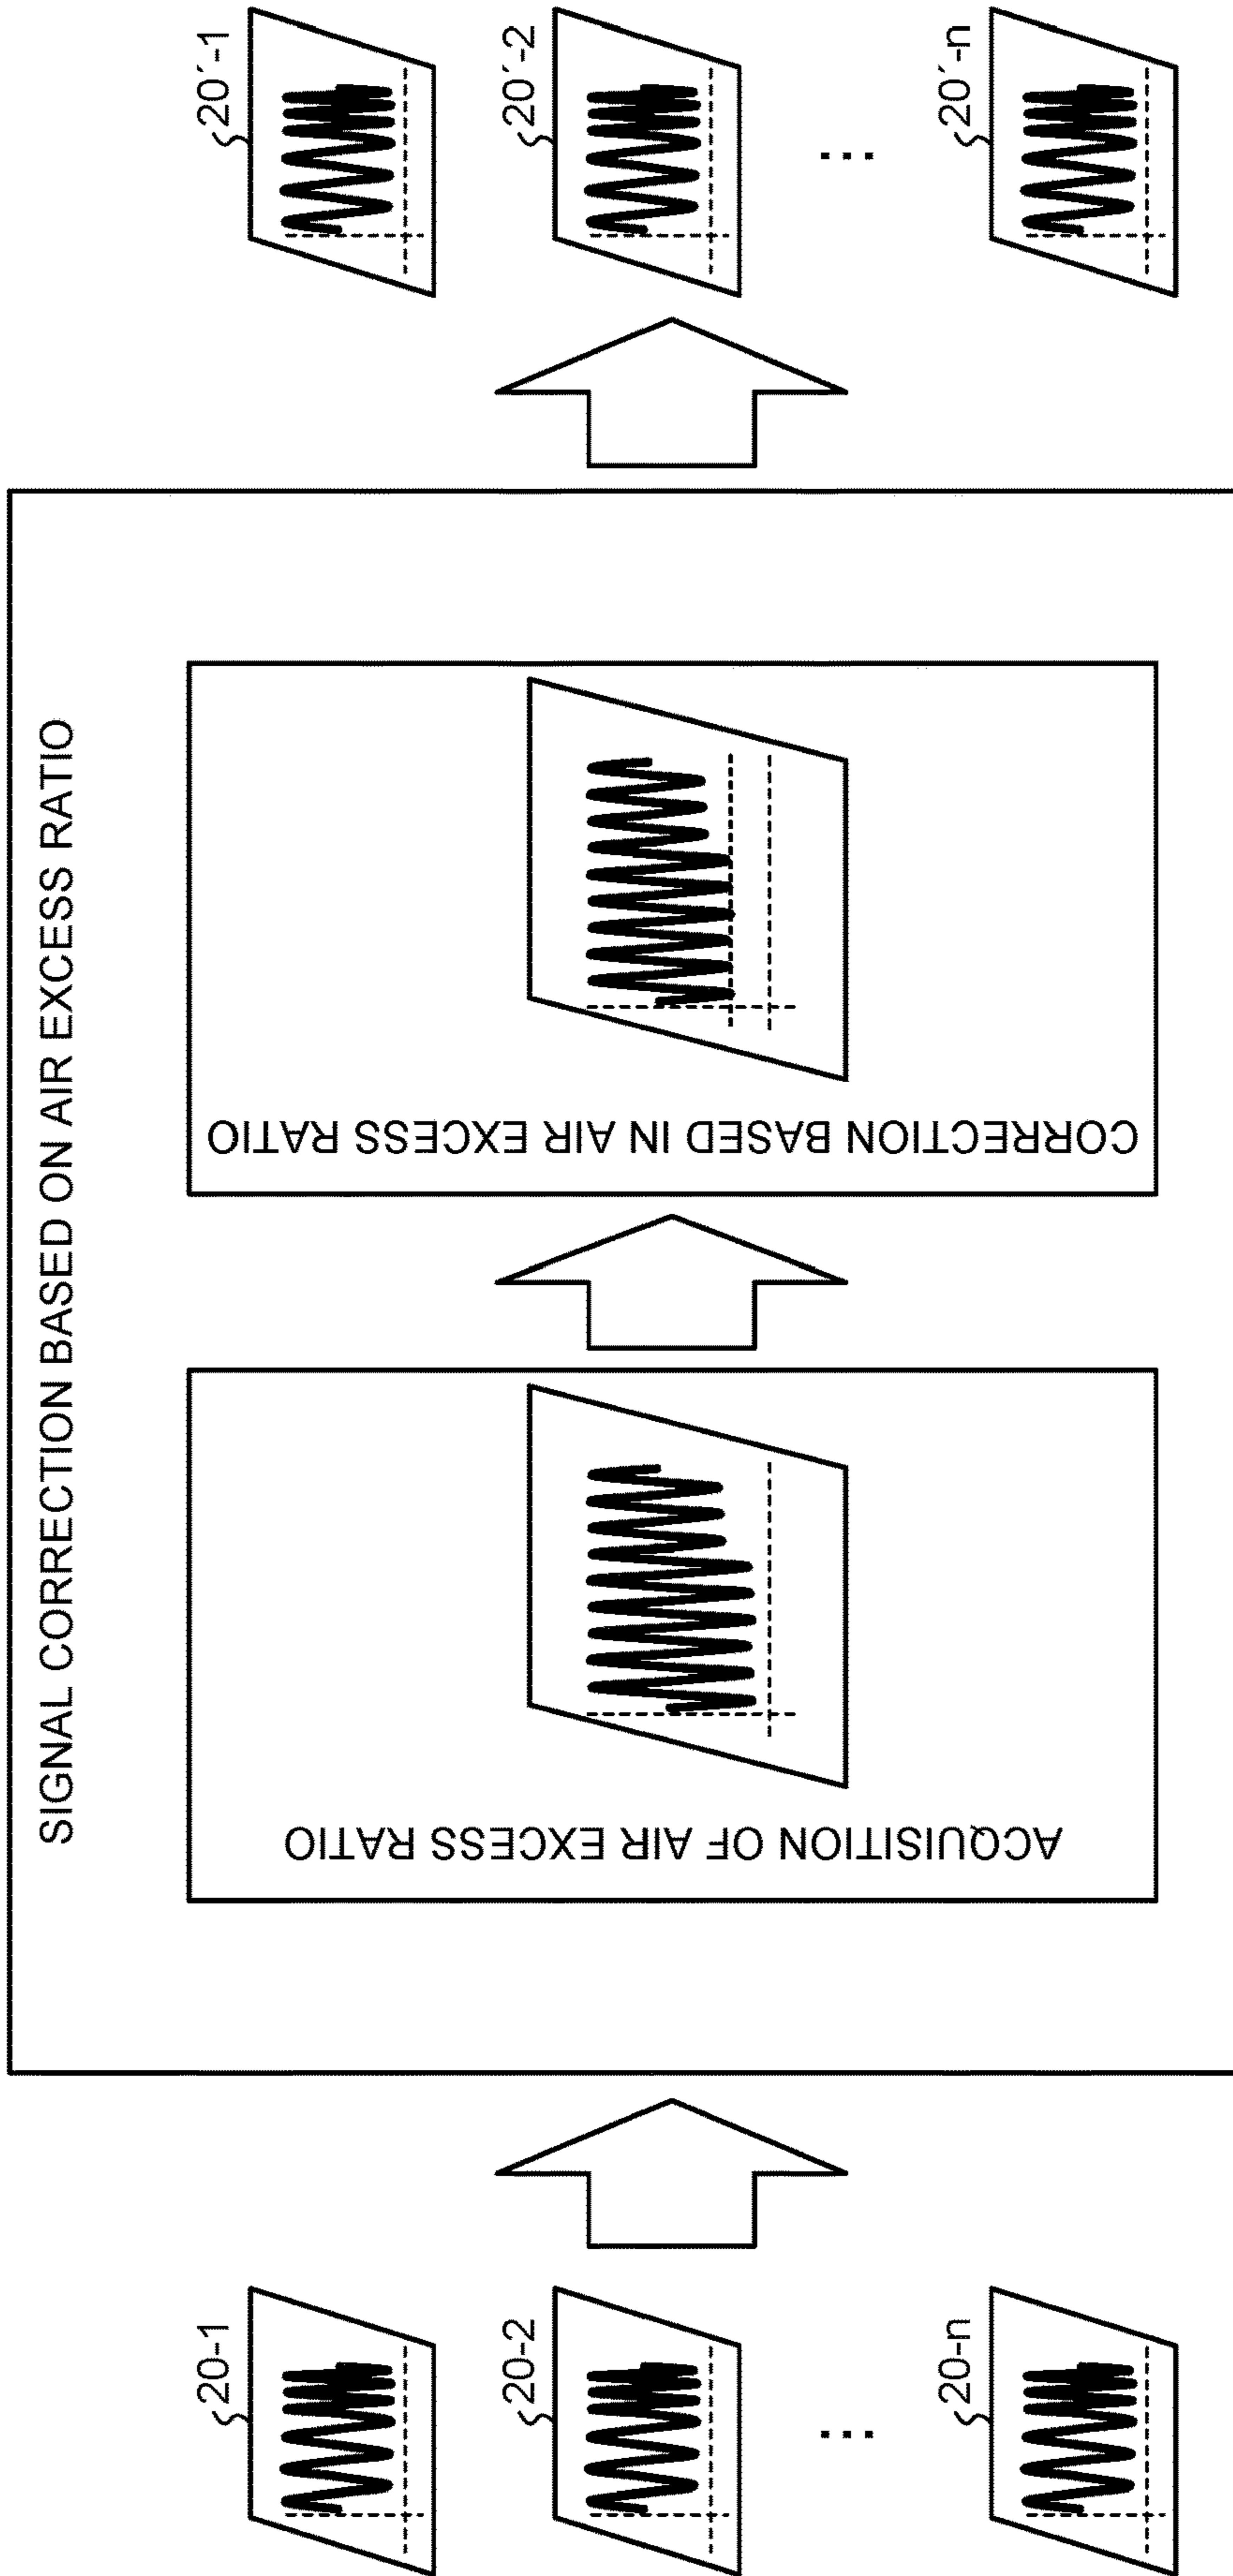 SIGNAL CORRECTION BASED ON AIR EXCESS RATIO
20-1
20-2
...
20-n
ACQUISITION OF AIR EXCESS RATIO
CORRECTION BASED IN AIR EXCESS RATIO
20´-1
20´-2
...
20´-n